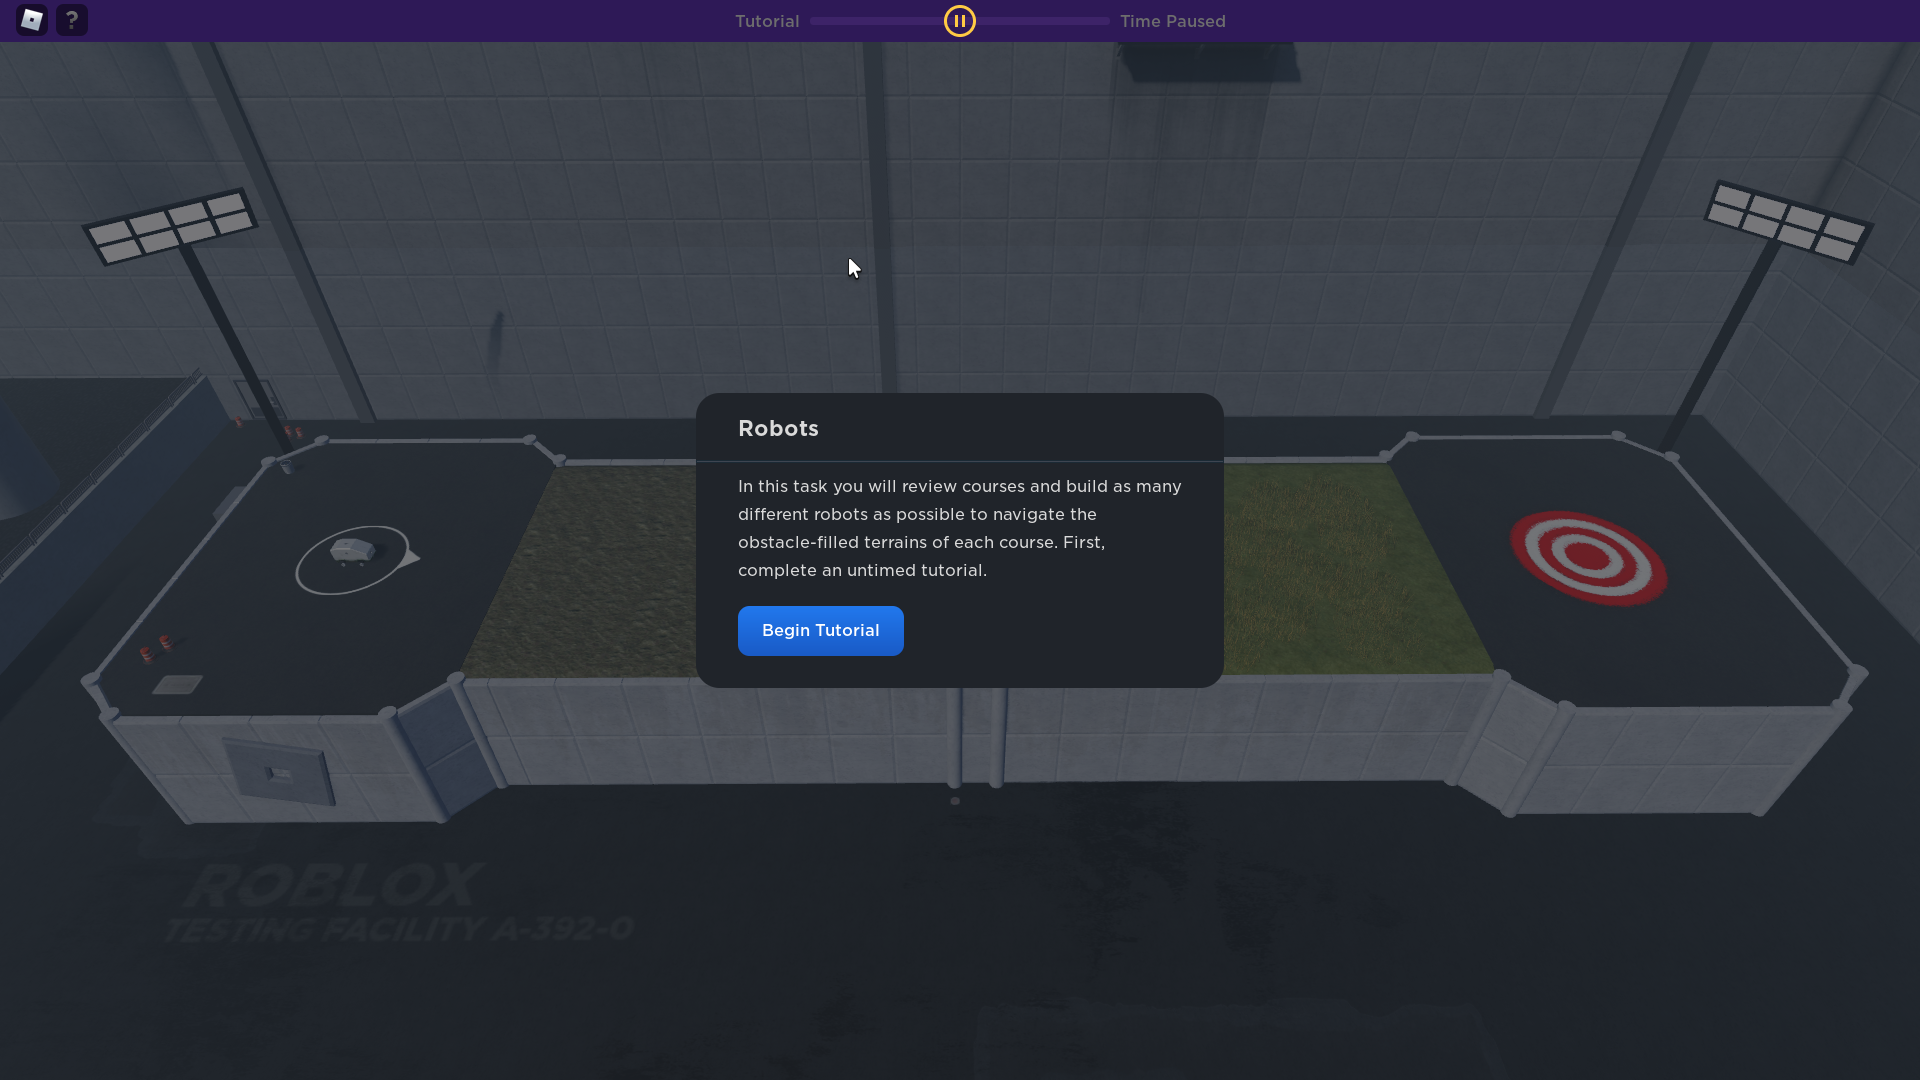 ?
Tutorial
Time Paused
Robots
In this task you will review courses and build as many
different robots as possible to navigate the
obstacle-filled terrains of each course. First,
complete an untimed tutorial.
Begin Tutorial
ROBLOX
TESTING FACILITY A-392-0